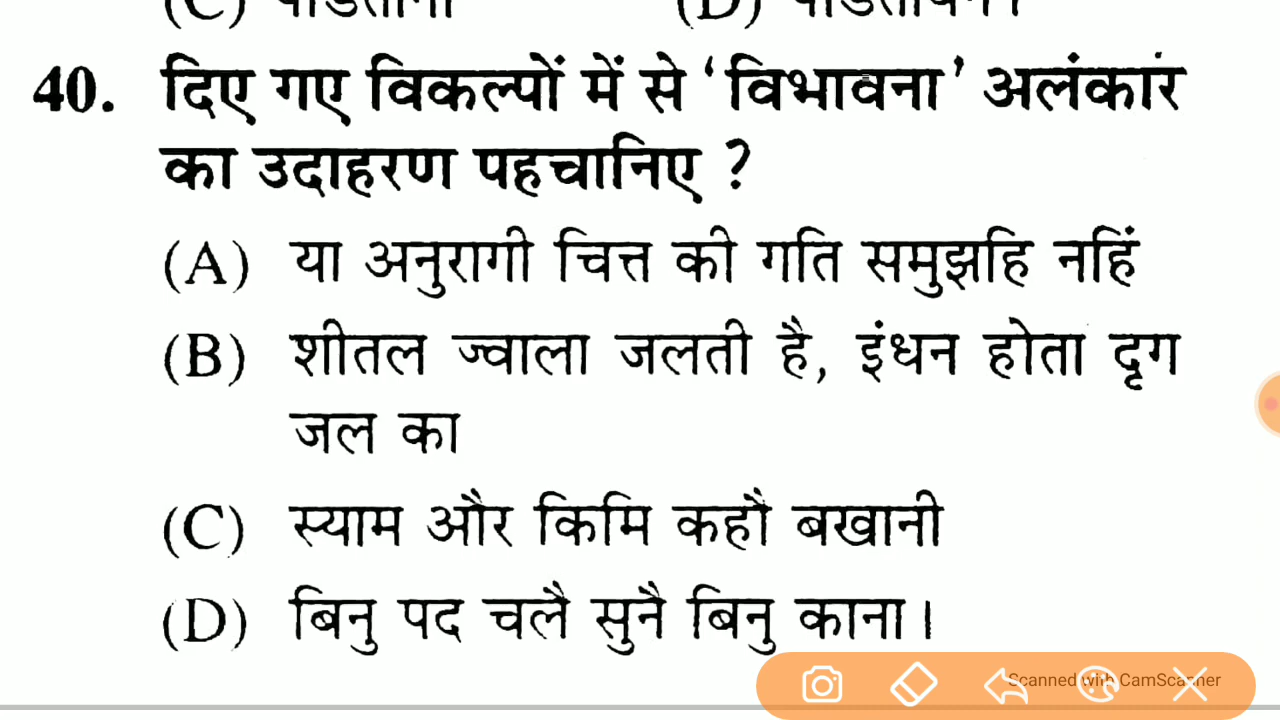 40. दिए गए विकल्पों में से ‘विभावना’ अलंकार
का उदाहरण पहचानिए ?
(A) या अनुरागी चित्त की गति समुझहि नहिं
(B) शीतल ज्वाला जलती है, इंधन होता दृग
जल का
(C) स्याम और किमि कहौ बखानी
(D) बिनु पद चलै सुनै बिनु काना।
Scanned with CamScanner